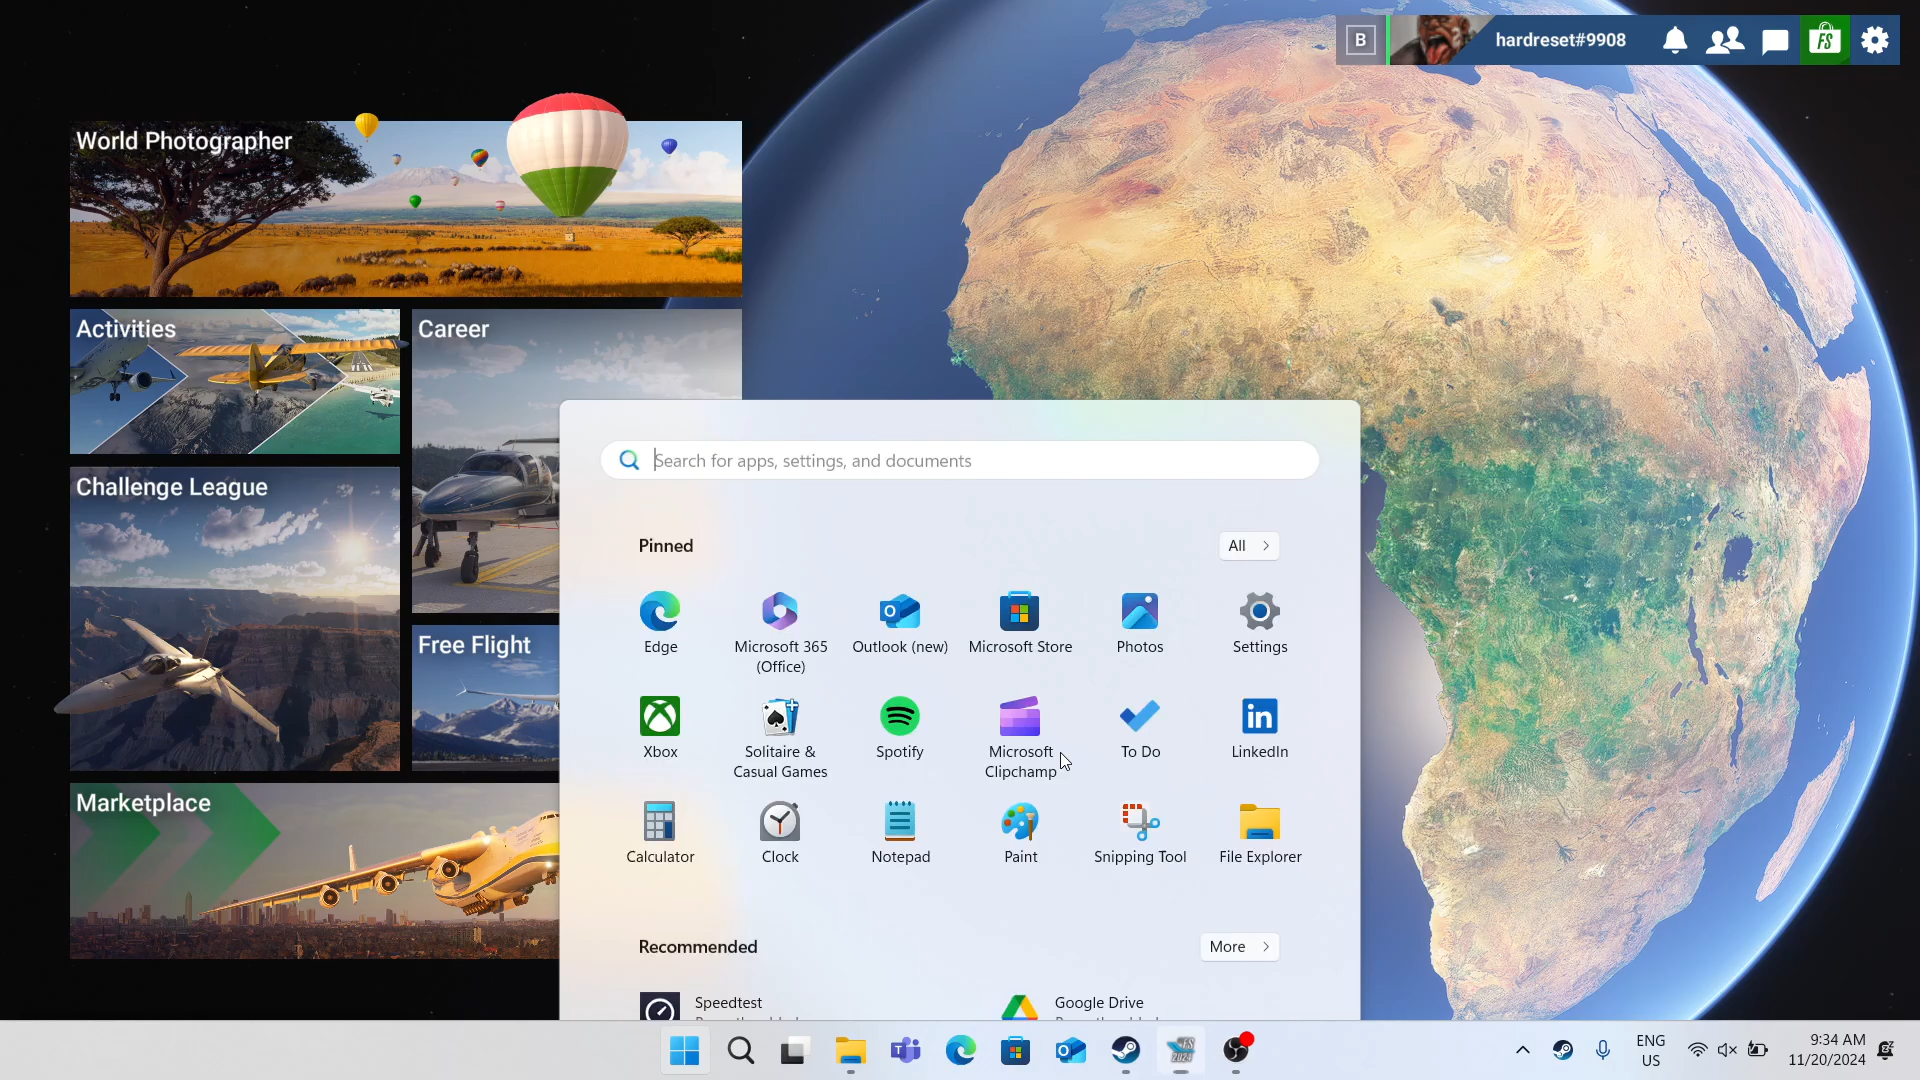 B
hardreset#9908
FS
World Photographer
Activities
Career
Challenge League
Free Flight
Marketplace
Search for apps, settings, and documents
Pinned
All
Edge
Microsoft 365
(Office)
Outlook (new)
Microsoft Store
Photos
Settings
Xbox
Solitaire &
Casual Games
Spotify
Microsoft
Clipchamp
To Do
LinkedIn
Calculator
Clock
Notepad
Paint
Snipping Tool
File Explorer
Recommended
More
Speedtest
Google Drive
FS
2024
ENG
US
9:34 AM
11/20/2024